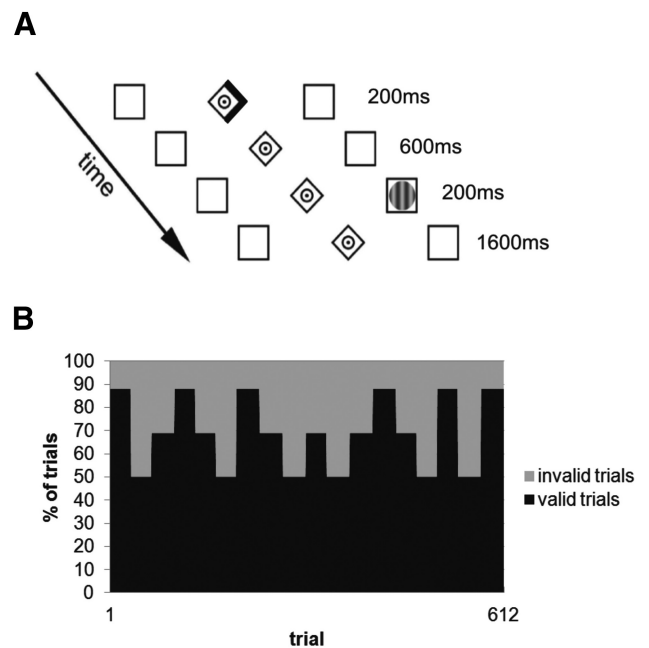 A
time
200ms
600ms
200ms
1600ms
B
% of trials
100
90
80
70
60
50
40
30
20
10
0
1
612
trial
invalid trials
valid trials